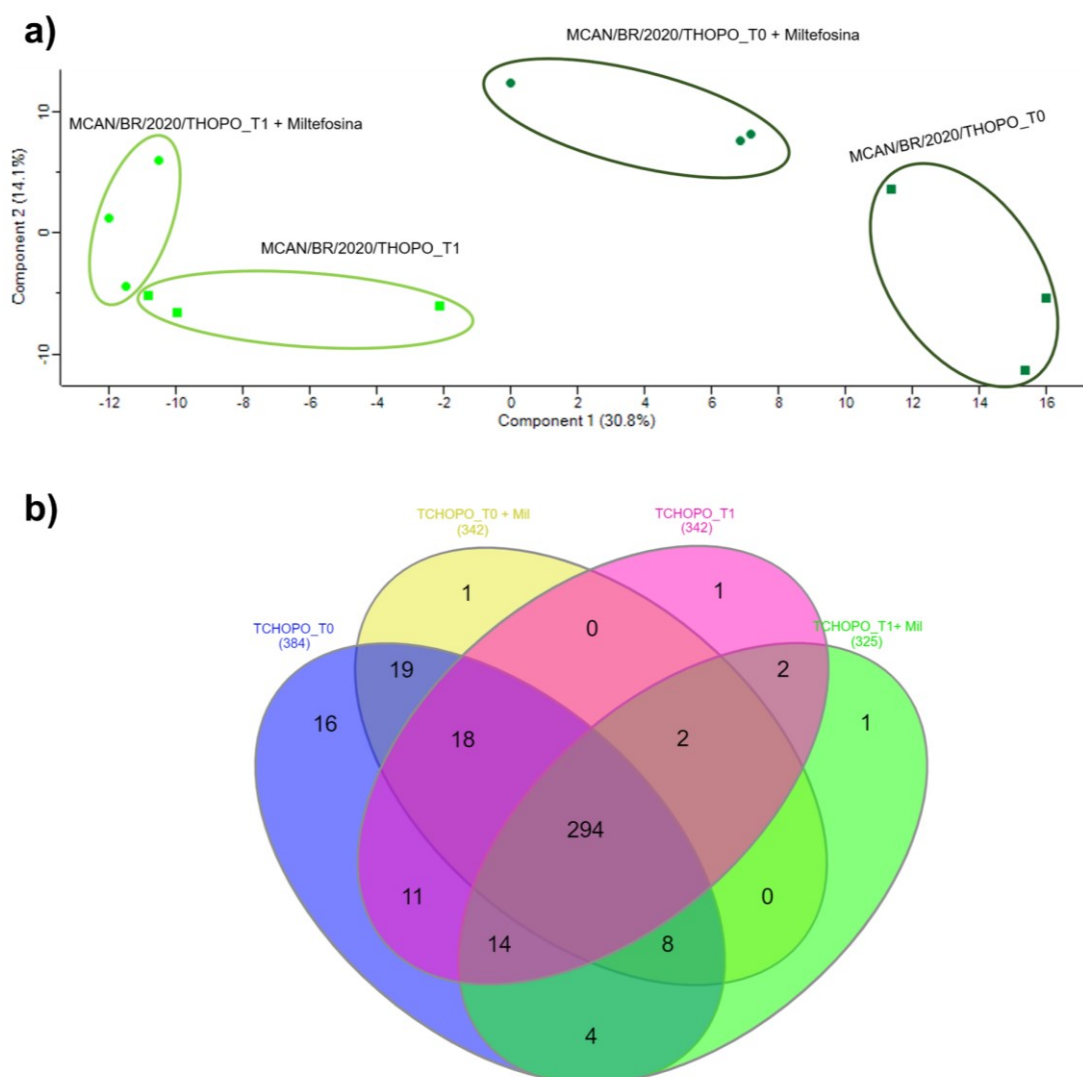 a)
MCAN/BR/2020/THOPO_T0 + Miltefosina
MCAN/BR/2020/THOPO_T1 + Miltefosina
MCAN/BR/2020/THOPO_T0
MCAN/BR/2020/THOPO_T1
Component 2 (14.1%)
10
0
-10
-12 -10 -8 -6 -4 -2 0 2 4 6 8 10 12 14 16
Component 1 (30.8%)
b)
TCHOPO_T0 + Mil
(342)
TCHOPO_T1
(342)
TCHOPO_T0
(384)
TCHOPO_T1+ Mil
(325)
1
1
0
19
2
16
18
2
1
294
11
0
14
8
4